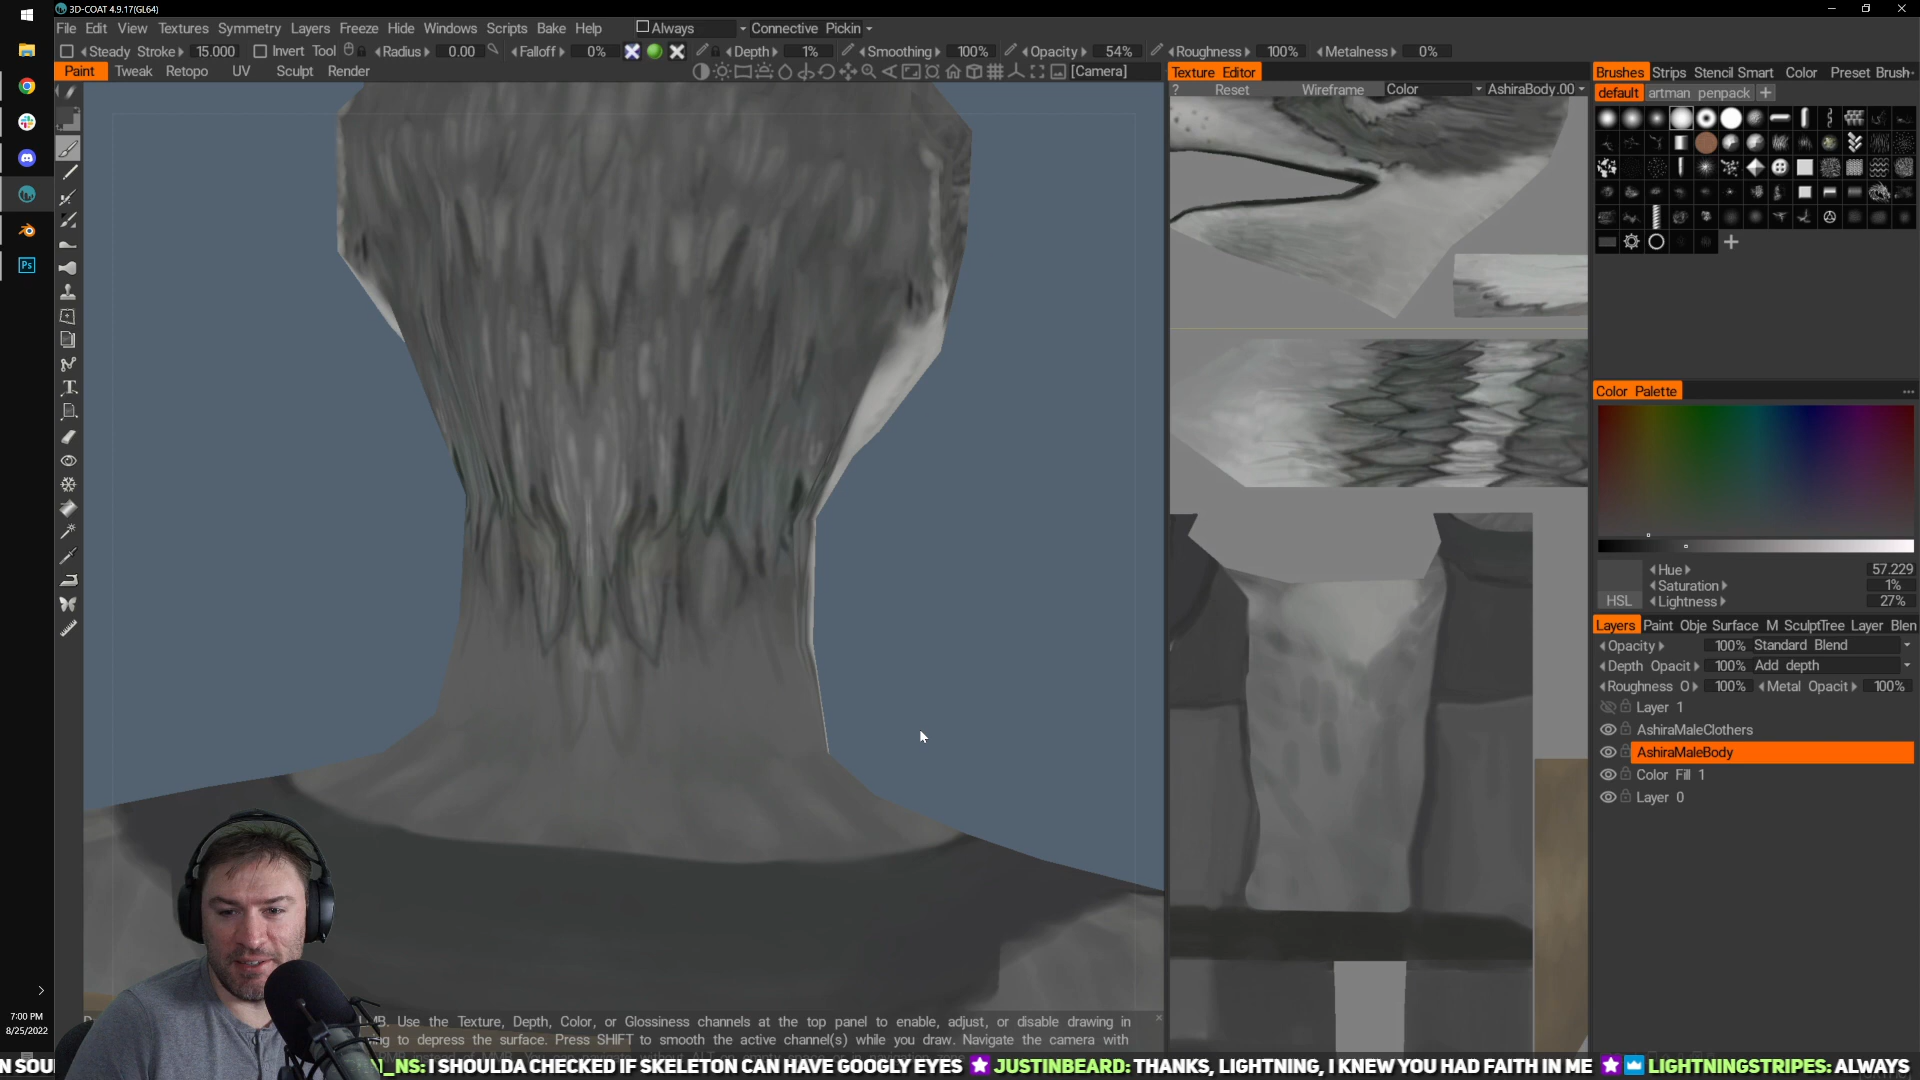 3D-COAT 4.9.17(GL64)
File Edit View Textures Symmetry Layers Freeze Hide Windows Scripts Bake Help Always Connective Pickin
Steady Stroke 15.000 Invert Tool Radius 0.00 Falloff 0% Depth 1% Smoothing 100% Opacity 54% Roughness 100% Metalness 0%
Paint Tweak Retopo UV Sculpt Render [Camera]
Texture Editor
? Reset Wireframe Color AshiraBody.00
Brushes Strips Stencil Smart Color Preset Brush
default artman penpack
Color Palette
Hue 57.229
Saturation 1%
HSL Lightness 27%
Layers Paint Obje Surface M SculptTree Layer Blen
Opacity 100% Standard Blend
Depth Opacit 100% Add depth
Roughness O 100% Metal Opacit 100%
Layer 1
AshiraMaleClothers
AshiraMaleBody
Color Fill 1
Layer 0
Ps
7:00 PM
8/25/2022
MB. Use the Texture, Depth, Color, or Glossiness channels at the top panel to enable, adjust, or disable drawing in
ng to depress the surface. Press SHIFT to smooth the active channel(s) while you draw. Navigate the camera with
N SOU I_NS: I SHOULDA CHECKED IF SKELETON CAN HAVE GOOGLY EYES JUSTINBEARD: THANKS, LIGHTNING, I KNEW YOU HAD FAITH IN ME LIGHTNINGSTRIPES: ALWAYS